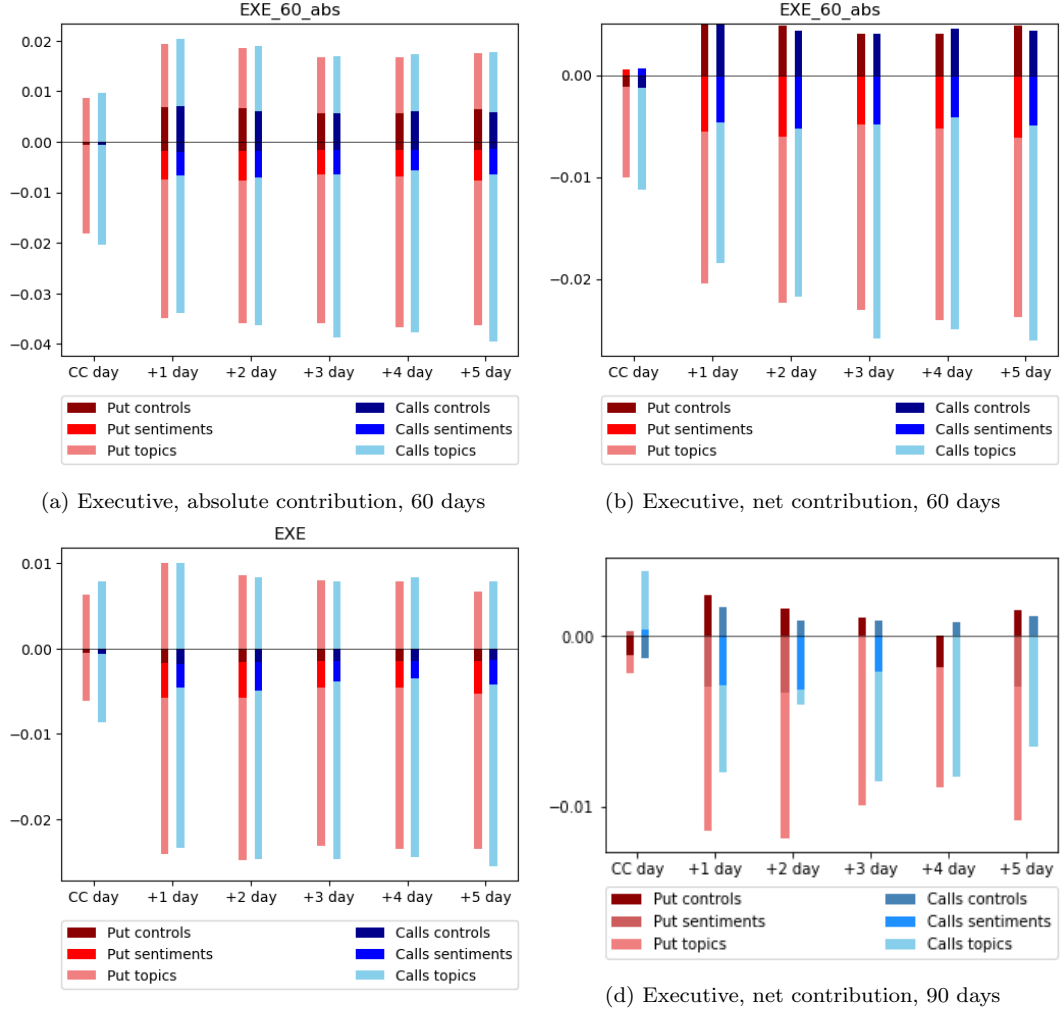 EXE_60_abs
0.02
0.01
0.00
−0.01
−0.02
−0.03
−0.04
CC day +1 day +2 day +3 day +4 day +5 day
Put controls Calls controls
Put sentiments Calls sentiments
Put topics Calls topics
(a) Executive, absolute contribution, 60 days
EXE_60_abs
0.00
−0.01
−0.02
CC day +1 day +2 day +3 day +4 day +5 day
Put controls Calls controls
Put sentiments Calls sentiments
Put topics Calls topics
(b) Executive, net contribution, 60 days
EXE
0.01
0.00
−0.01
−0.02
CC day +1 day +2 day +3 day +4 day +5 day
Put controls Calls controls
Put sentiments Calls sentiments
Put topics Calls topics
0.00
−0.01
CC day +1 day +2 day +3 day +4 day +5 day
Put controls Calls controls
Put sentiments Calls sentiments
Put topics Calls topics
(d) Executive, net contribution, 90 days